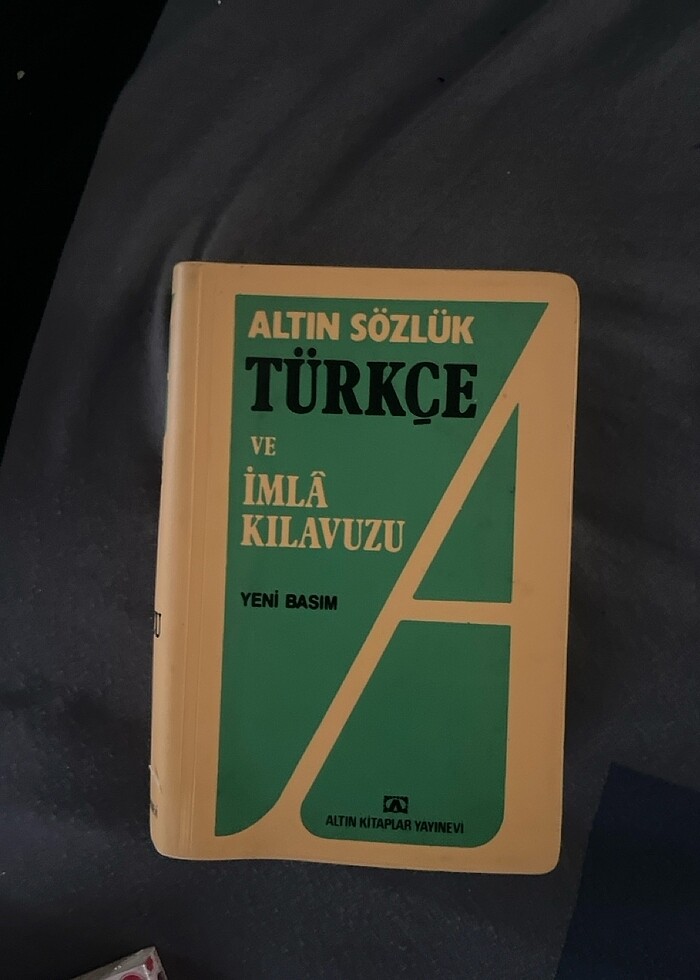 ALTIN SÖZLÜK
TÜRKÇE
VE
İMLÂ
KILAVUZU
YENİ BASIM
ALTIN KİTAPLAR YAYINEVİ